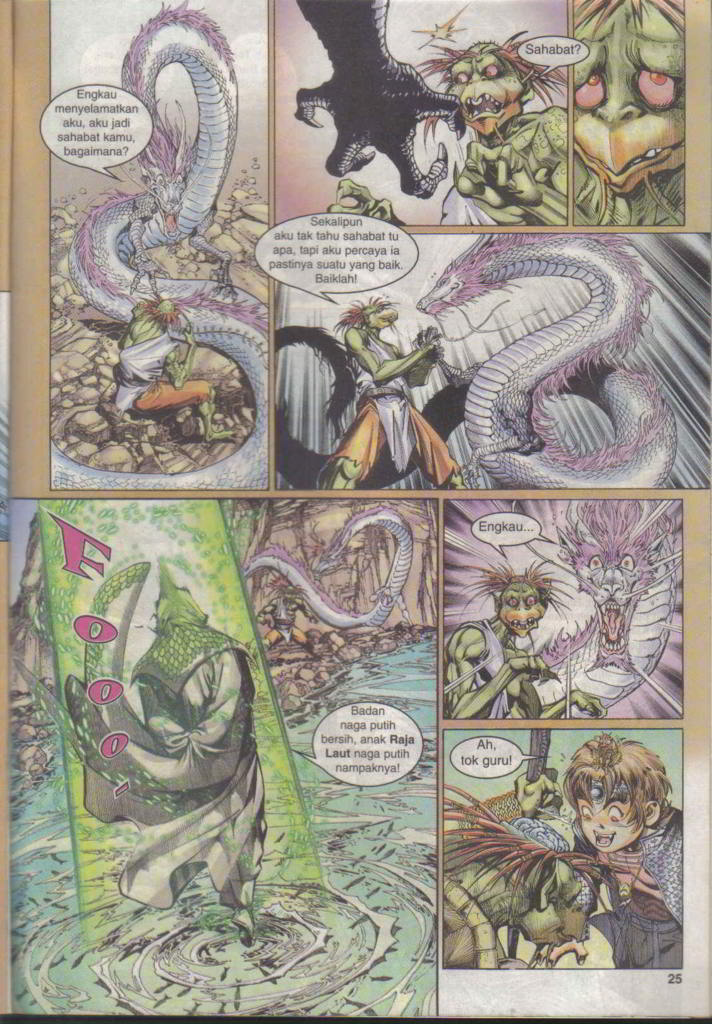 Engkau
menyelamatkan
aku, aku jadi
sahabat kamu,
bagaimana?
Sahabat?
Sekalipun
aku tak tahu sahabat tu
apa, tapi aku percaya ia
pastinya suatu yang baik.
Baiklah!
Fooo-
Badan
naga putih
bersih, anak Raja
Laut naga putih
nampaknya!
Engkau...
Ah,
tok guru!
25